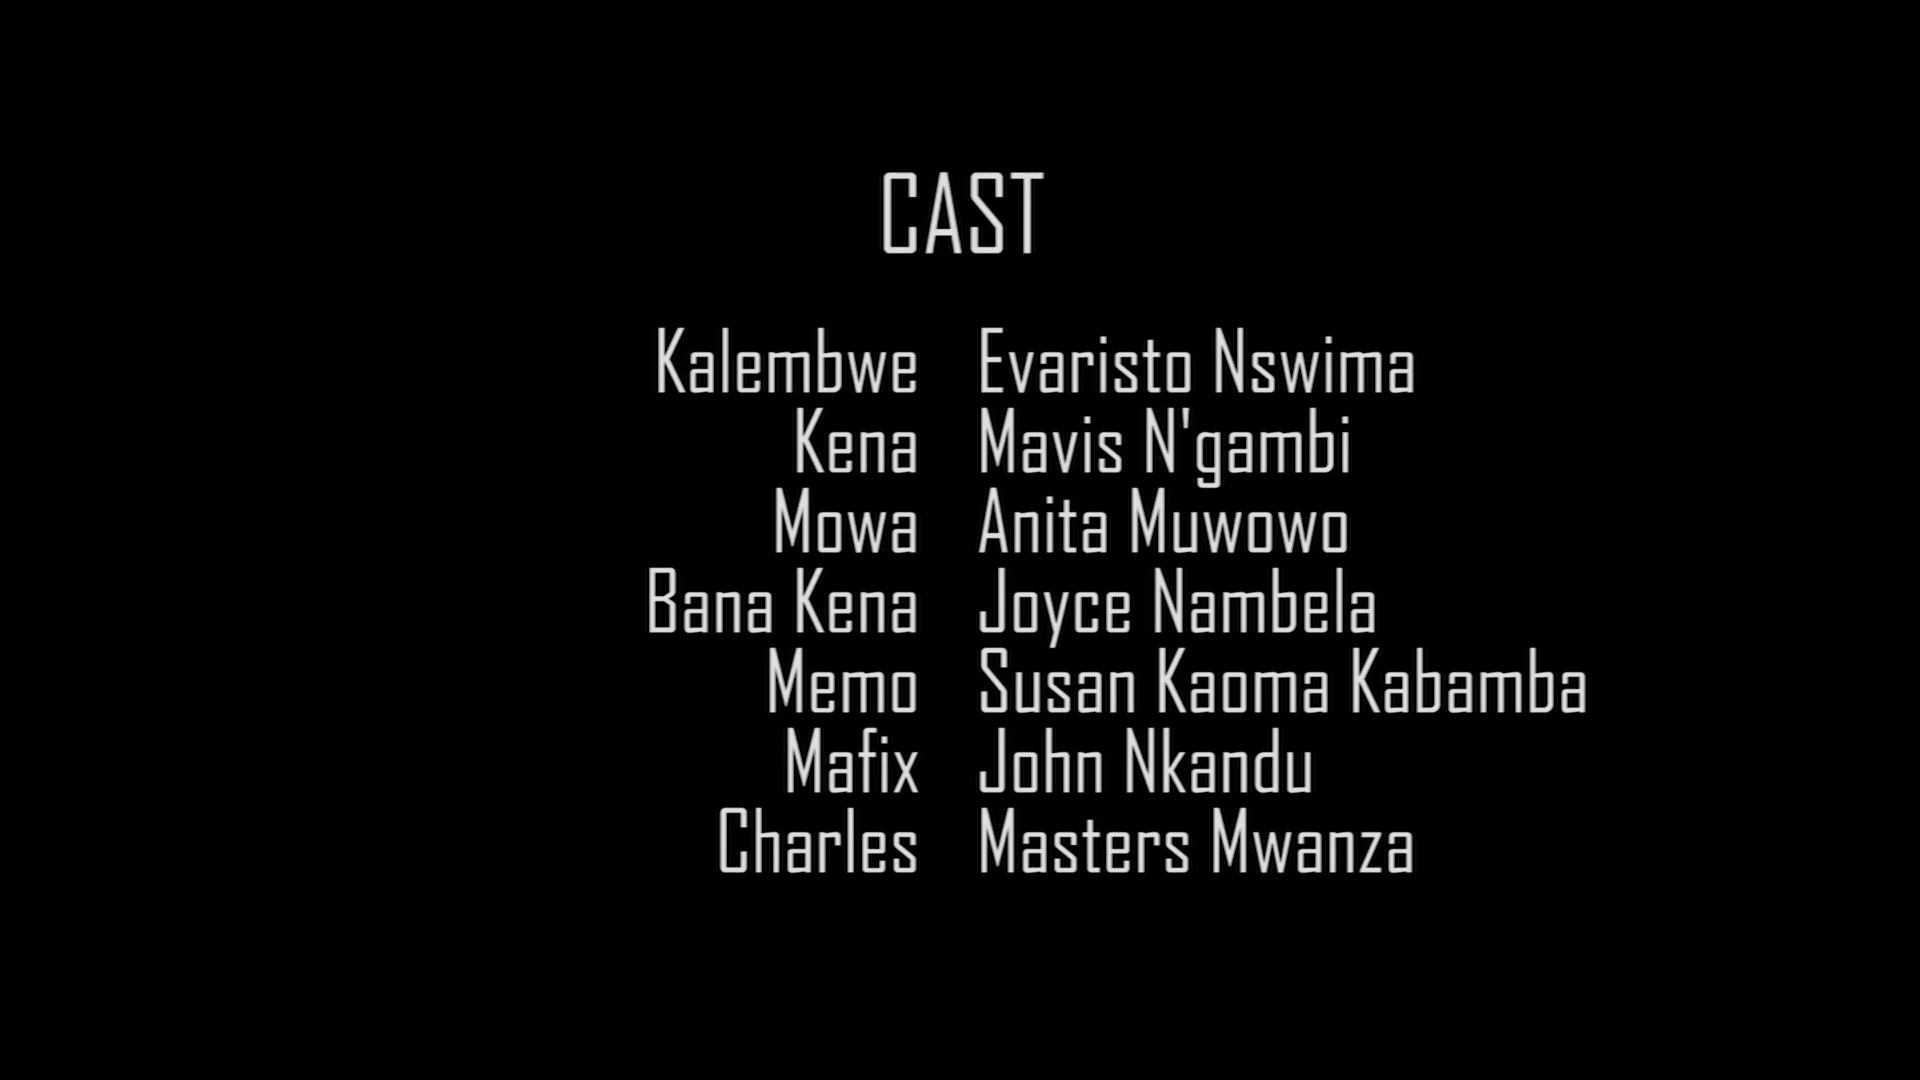 CAST
Kalembwe Evaristo Nswima
Kena Mavis N'gambi
Mowa Anita Muwowo
Bana Kena Joyce Nambela
Memo Susan Kaoma Kabamba
Mafix John Nkandu
Charles Masters Mwanza